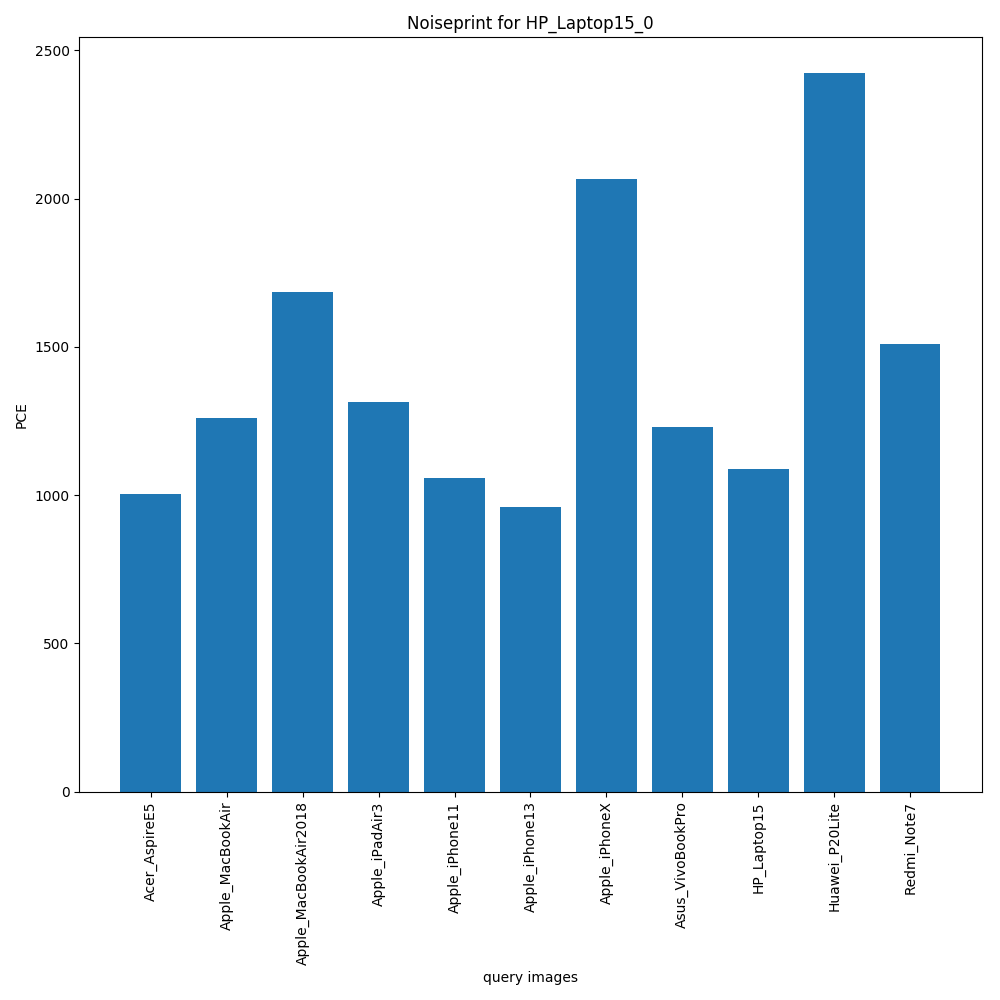 Noiseprint for HP_Laptop15_0
2500
2000
1500
1000
500
0
PCE
Acer_AspireE5
Apple_MacBookAir
Apple_MacBookAir2018
Apple_iPadAir3
Apple_iPhone11
Apple_iPhone13
Apple_iPhoneX
Asus_VivoBookPro
HP_Laptop15
Huawei_P20Lite
Redmi_Note7
query images